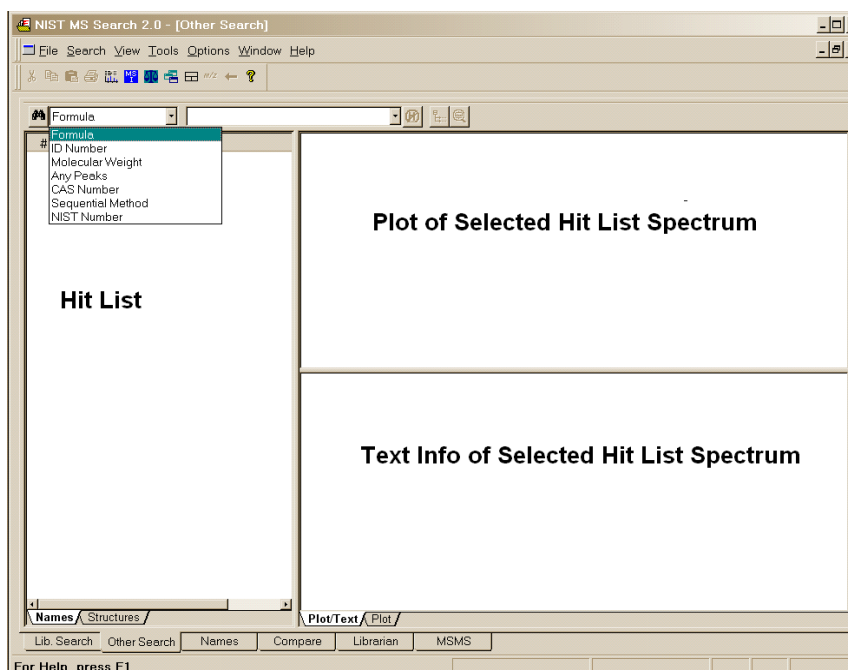 NIST MS Search 2.0 - [Other Search]
File Search View Tools Options Window Help
Formula
Formula
ID Number
Molecular Weight
Any Peaks
CAS Number
Sequential Method
NIST Number
#
Plot of Selected Hit List Spectrum
Hit List
Text Info of Selected Hit List Spectrum
Names Structures
Plot/Text Plot
Lib. Search Other Search Names Compare Librarian MSMS
For Help, press F1